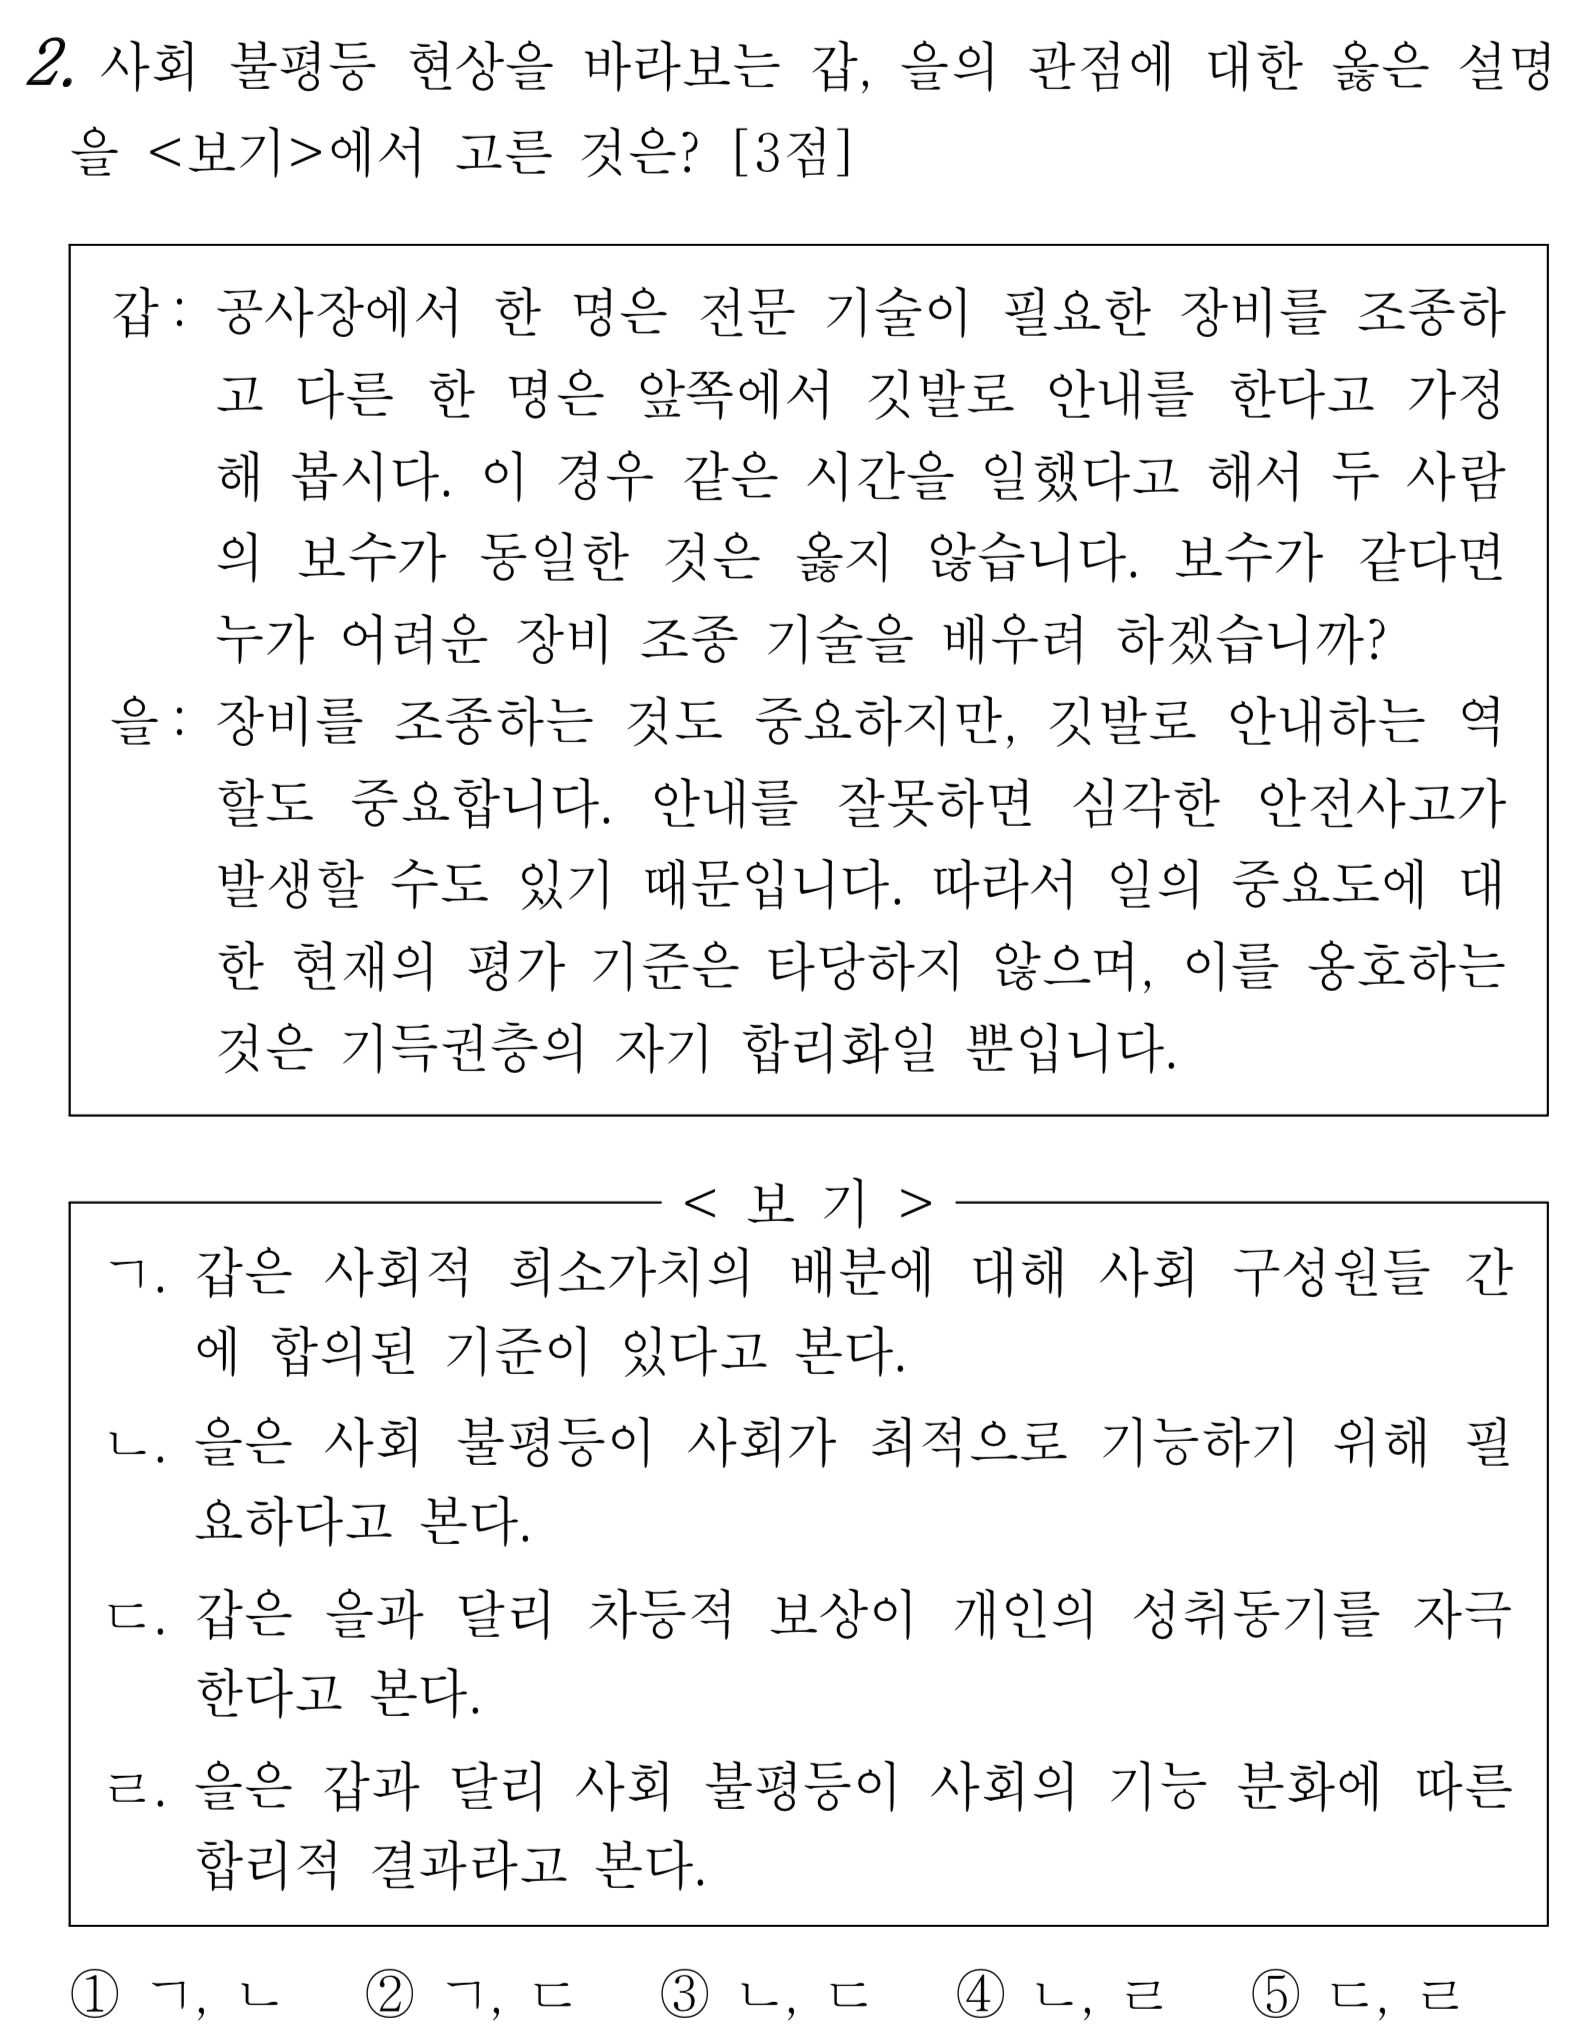 2. 사회 불평등 현상을 바라보는 갑, 을의 관점에 대한 옳은 설명
을 <보기>에서 고른 것은? [3점]
갑: 공사장에서 한 명은 전문 기술이 필요한 장비를 조종하
고 다른 한 명은 앞쪽에서 깃발로 안내를 한다고 가정
해 봅시다. 이 경우 같은 시간을 일했다고 해서 두 사람
의 보수가 동일한 것은 옳지 않습니다. 보수가 같다면
누가 어려운 장비 조종 기술을 배우려 하겠습니까?
을: 장비를 조종하는 것도 중요하지만, 깃발로 안내하는 역
할도 중요합니다. 안내를 잘못하면 심각한 안전사고가
발생할 수도 있기 때문입니다. 따라서 일의 중요도에 대
한 현재의 평가 기준은 타당하지 않으며, 이를 옹호하는
것은 기득권층의 자기 합리화일 뿐입니다.
< 보 기 >
ㄱ. 갑은 사회적 희소가치의 배분에 대해 사회 구성원들 간
에 합의된 기준이 있다고 본다.
ㄴ. 을은 사회 불평등이 사회가 최적으로 기능하기 위해 필
요하다고 본다.
ㄷ. 갑은 을과 달리 차등적 보상이 개인의 성취동기를 자극
한다고 본다.
ㄹ. 을은 갑과 달리 사회 불평등이 사회의 기능 분화에 따른
합리적 결과라고 본다.
① ㄱ, ㄴ ② ㄱ, ㄷ ③ ㄴ, ㄷ ④ ㄴ, ㄹ ⑤ ㄷ, ㄹ